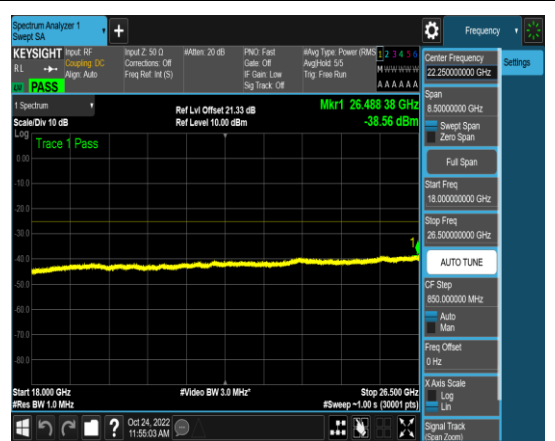 Spectrum Analyzer 1
Swept SA
Frequency
KEYSIGHT
RL
Input: RF
Coupling: DC
Align: Auto
Input Z: 50 Ω
Corrections: Off
Freq Ref: Int (S)
#Atten: 20 dB
PNO: Fast
Gate: Off
IF Gain: Low
Sig Track: Off
#Avg Type: Power (RMS
Avg|Hold: 5/5
Trig: Free Run
1 2 3 4 5 6
M W W W W W
A A A A A A
PASS
1 Spectrum
Scale/Div 10 dB
Ref Lvl Offset 21.33 dB
Ref Level 10.00 dBm
Mkr1 26.488 38 GHz
-38.56 dBm
Log
Trace 1 Pass
0.00
-10.0
-20.0
-30.0
1
-40.0
-50.0
-60.0
-70.0
-80.0
Start 18.000 GHz
#Res BW 1.0 MHz
#Video BW 3.0 MHz*
Stop 26.500 GHz
#Sweep ~1.00 s (30001 pts)
Oct 24, 2022
11:55:03 AM
Center Frequency
22.250000000 GHz
Settings
Span
8.50000000 GHz
Swept Span
Zero Span
Full Span
Start Freq
18.000000000 GHz
Stop Freq
26.500000000 GHz
AUTO TUNE
CF Step
850.000000 MHz
Auto
Man
Freq Offset
0 Hz
X Axis Scale
Log
Lin
Signal Track
(Span Zoom)